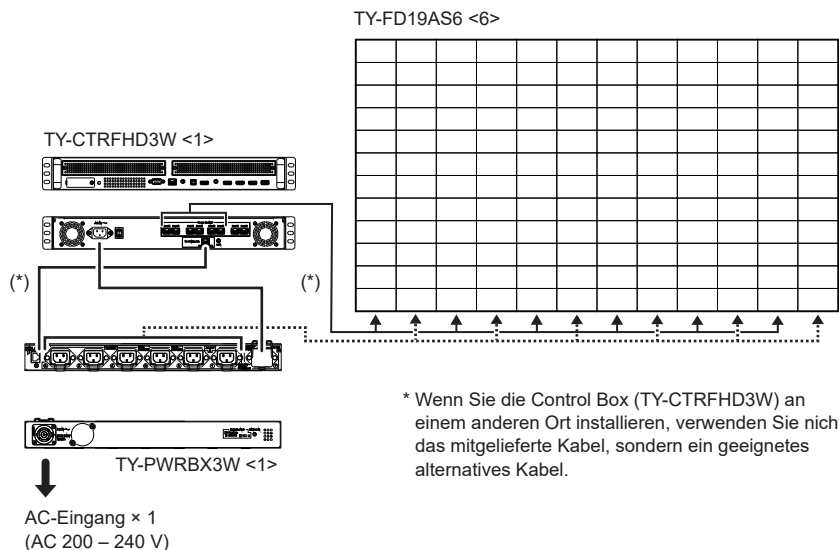 TY-FD19AS6 <6>
TY-CTRFHD3W <1>
(*)
(*)
* Wenn Sie die Control Box (TY-CTRFHD3W) an
einem anderen Ort installieren, verwenden Sie nich
das mitgelieferte Kabel, sondern ein geeignetes
alternatives Kabel.
TY-PWRBX3W <1>
AC-Eingang × 1
(AC 200 – 240 V)